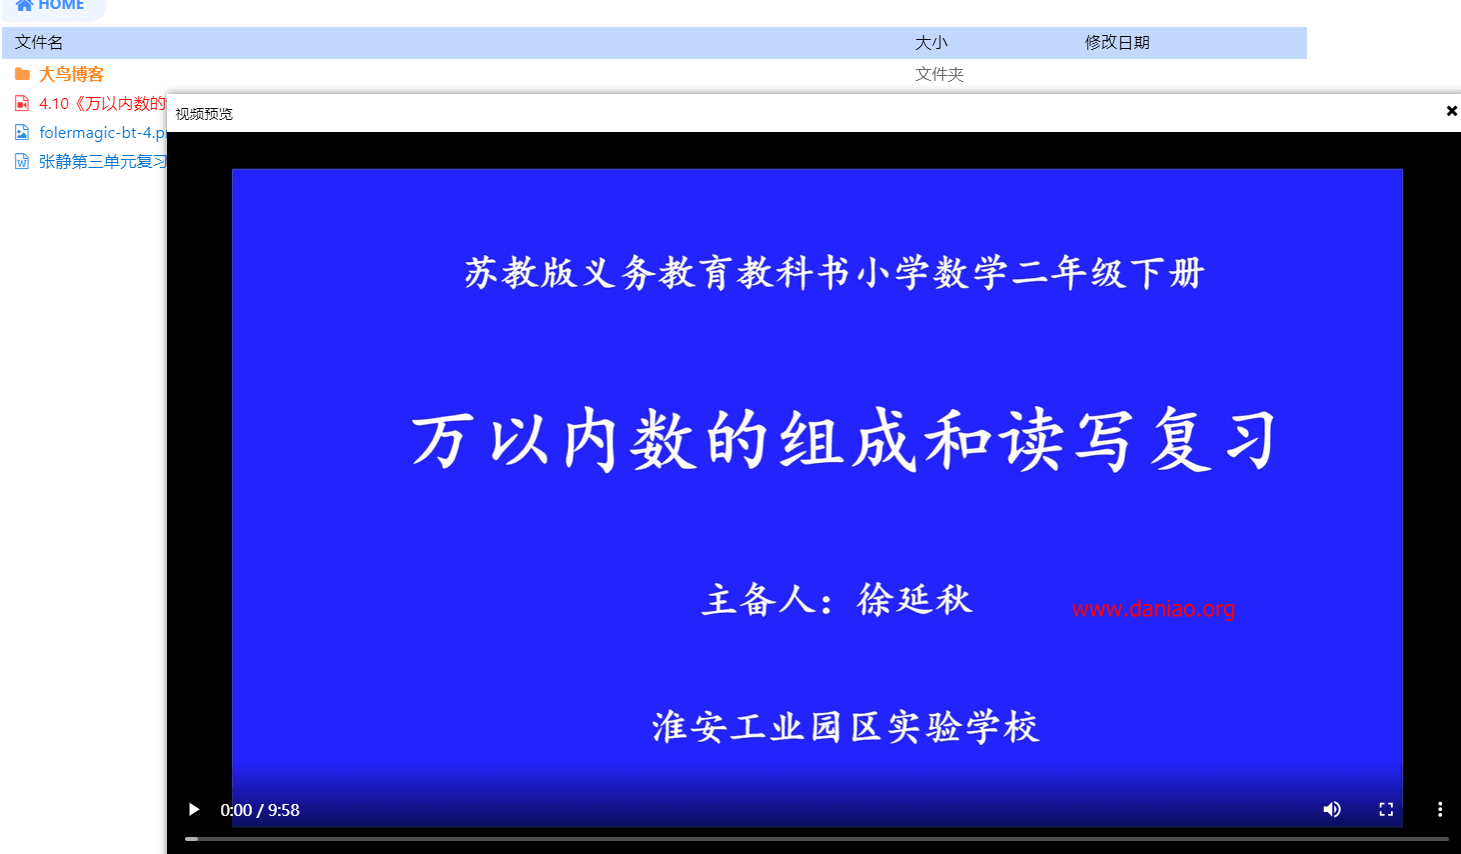 HOME
文件名 大小 修改日期
大鸟博客 文件夹
4.10《万以内数的
folermagic-bt-4.p
张静第三单元复习
视频预览
苏教版义务教育教科书小学数学二年级下册
万以内数的组成和读写复习
主备人：徐延秋
www.daniao.org
淮安工业园区实验学校
0:00 / 9:58